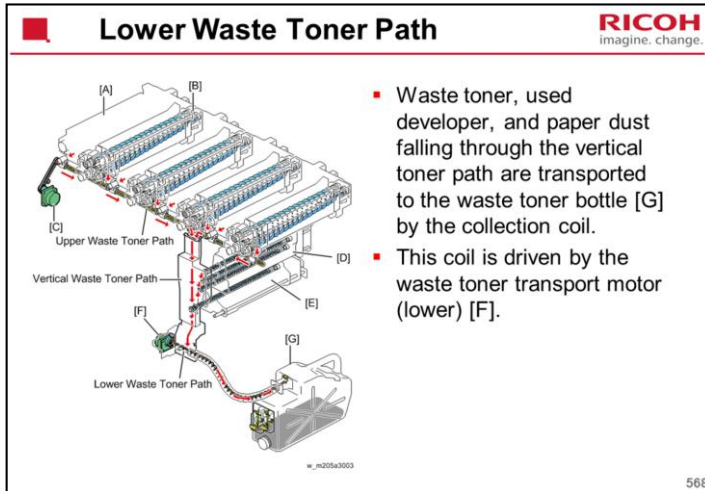 Lower Waste Toner Path
RICOH
imagine. change.
[A]
[B]
[C]
Upper Waste Toner Path
Vertical Waste Toner Path
[D]
[E]
[F]
[G]
Lower Waste Toner Path
w_m205a3003
▪ Waste toner, used
developer, and paper dust
falling through the vertical
toner path are transported
to the waste toner bottle [G]
by the collection coil.
▪ This coil is driven by the
waste toner transport motor
(lower) [F].
568